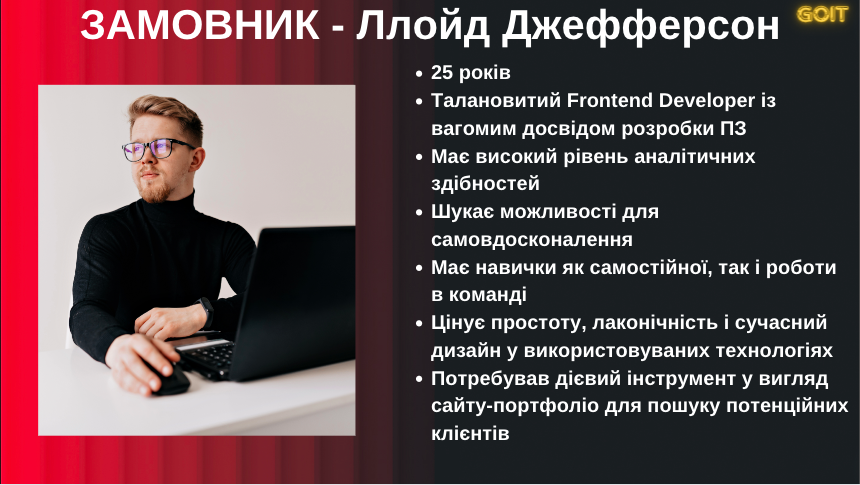 ЗАМОВНИК - Ллойд Джефферсон
GOIT
• 25 років
• Талановитий Frontend Developer із
вагомим досвідом розробки ПЗ
• Має високий рівень аналітичних
здібностей
• Шукає можливості для
самовдосконалення
• Має навички як самостійної, так і роботи
в команді
• Цінує простоту, лаконічність і сучасний
дизайн у використовуваних технологіях
• Потребував дієвий інструмент у вигляд
сайту-портфоліо для пошуку потенційних
клієнтів